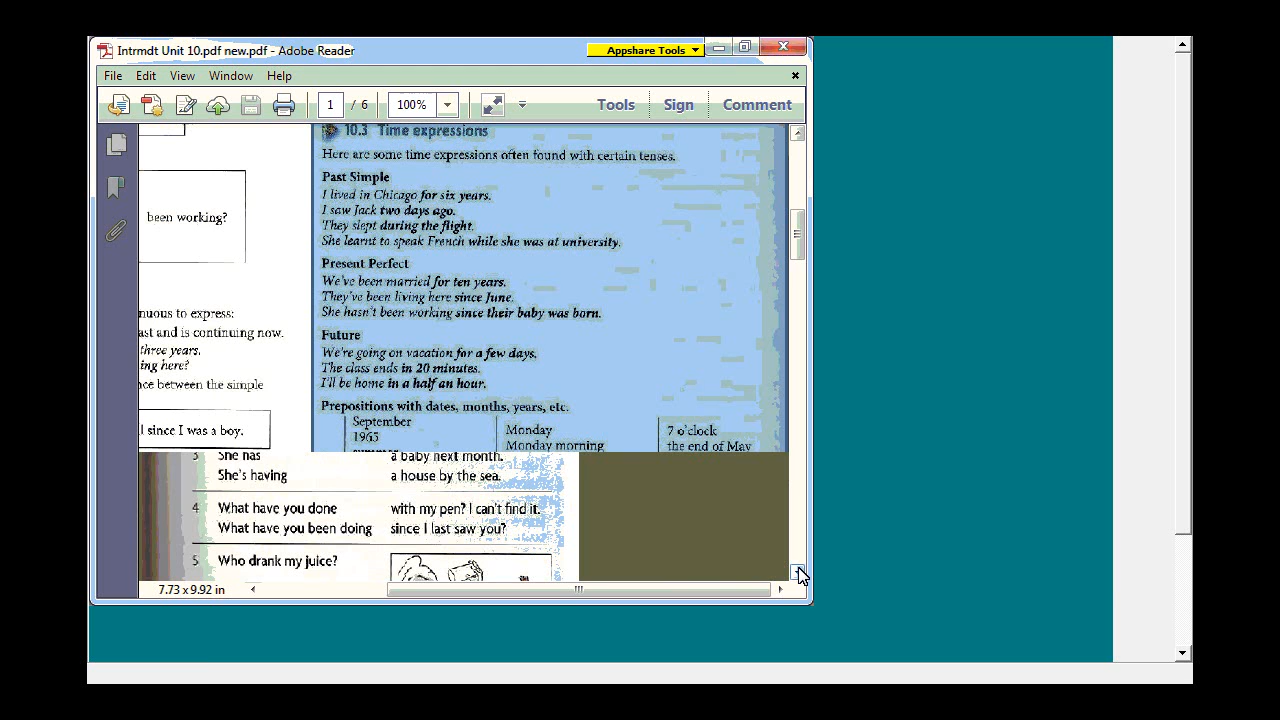 Intrmdt Unit 10.pdf new.pdf - Adobe Reader
Appshare Tools
File Edit View Window Help
1 / 6 100% Tools Sign Comment
10.3 Time expressions
Here are some time expressions often found with certain tenses.
Past Simple
I lived in Chicago for six years.
I saw Jack two days ago.
They slept during the flight.
She learnt to speak French while she was at university.
Present Perfect
We've been married for ten years.
They've been living here since June.
She hasn't been working since their baby was born.
Future
We're going on vacation for a few days.
The class ends in 20 minutes.
I'll be home in a half an hour.
Prepositions with dates, months, years, etc.
September
1965
Monday
Monday morning
7 o'clock
the end of May
been working?
nuous to express:
ast and is continuing now.
three years.
ing here?
nce between the simple
I since I was a boy.
3 She has a baby next month.
She's having a house by the sea.
4 What have you done with my pen? I can't find it.
What have you been doing since I last saw you?
5 Who drank my juice?
7.73 x 9.92 in